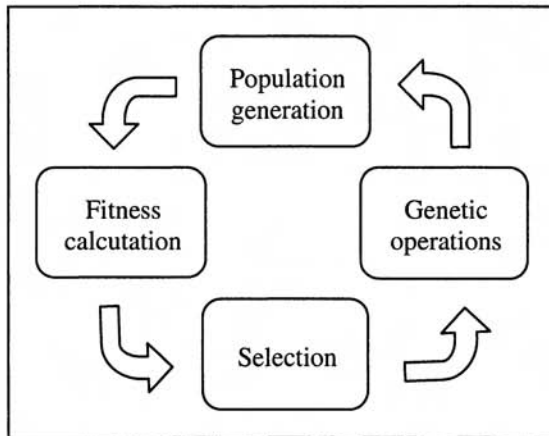 Population
generation
Fitness
calcutation
Genetic
operations
Selection